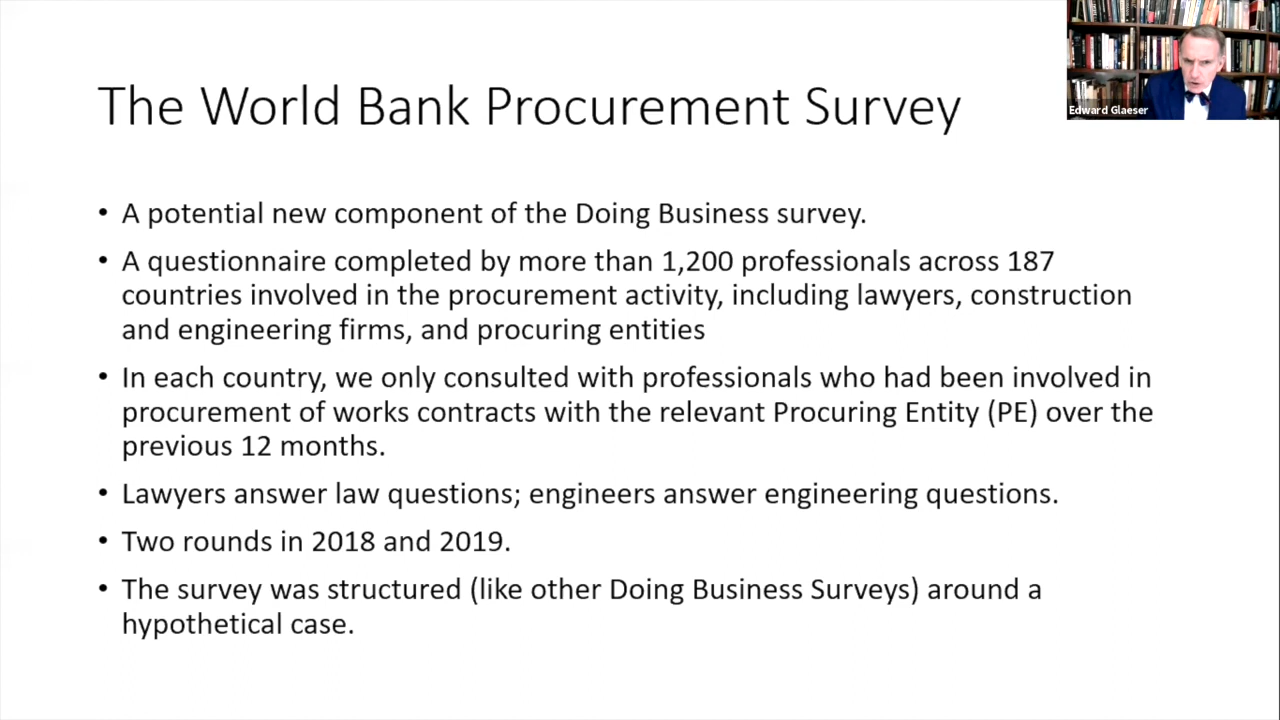 The World Bank Procurement Survey
Edward Glaeser
• A potential new component of the Doing Business survey.
• A questionnaire completed by more than 1,200 professionals across 187
countries involved in the procurement activity, including lawyers, construction
and engineering firms, and procuring entities
• In each country, we only consulted with professionals who had been involved in
procurement of works contracts with the relevant Procuring Entity (PE) over the
previous 12 months.
• Lawyers answer law questions; engineers answer engineering questions.
• Two rounds in 2018 and 2019.
• The survey was structured (like other Doing Business Surveys) around a
hypothetical case.